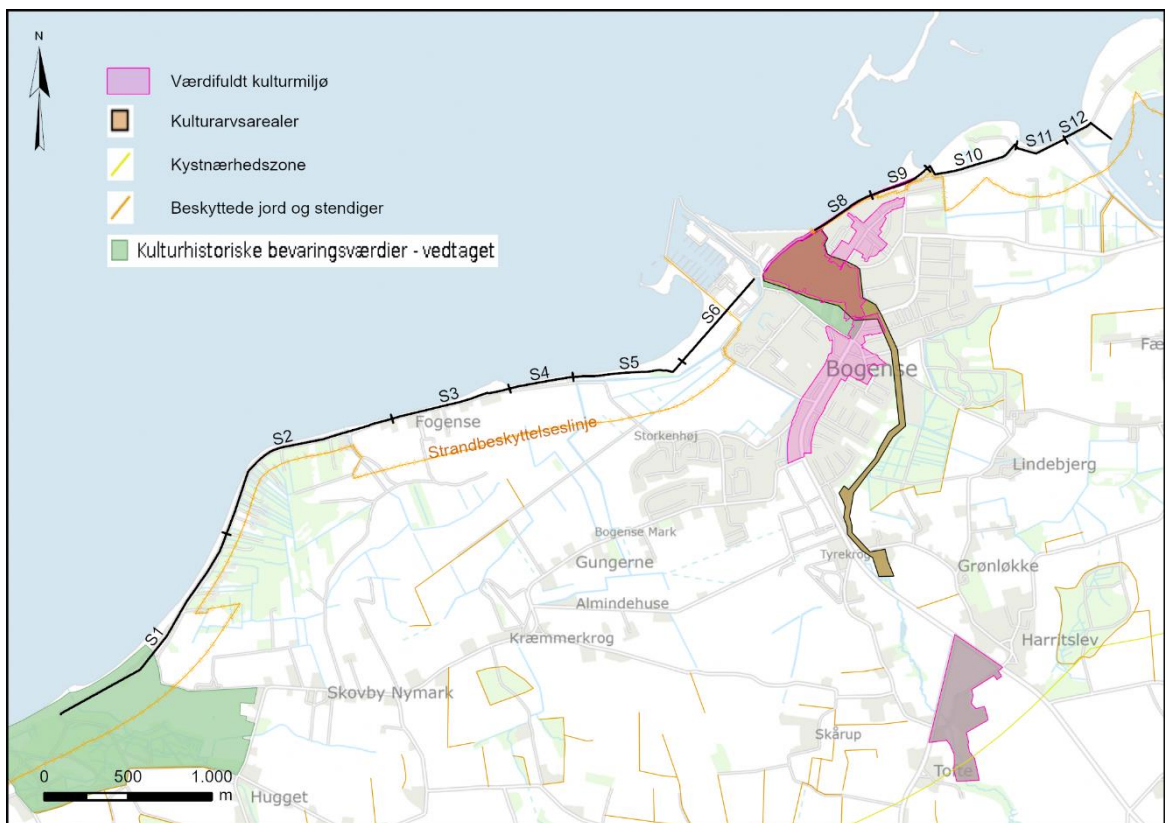 N
Værdifuldt kulturmiljø
Kulturarvsarealer
Kystnærhedszone
Beskyttede jord og stendiger
Kulturhistoriske bevaringsværdier - vedtaget
S12
S11
S10
S9
S8
S6
S5
S4
S3
S2
S1
Fogense
Strandbeskyttelseslinje
Storkenhøj
Bogense
Fæ
Lindebjerg
Bogense Mark
Gungerne
Tyrekrog
Grønløkke
Almindehuse
Kræmmerkrog
Harritslev
Skovby Nymark
Skårup
Tofte
Hugget
0 500 1.000
m